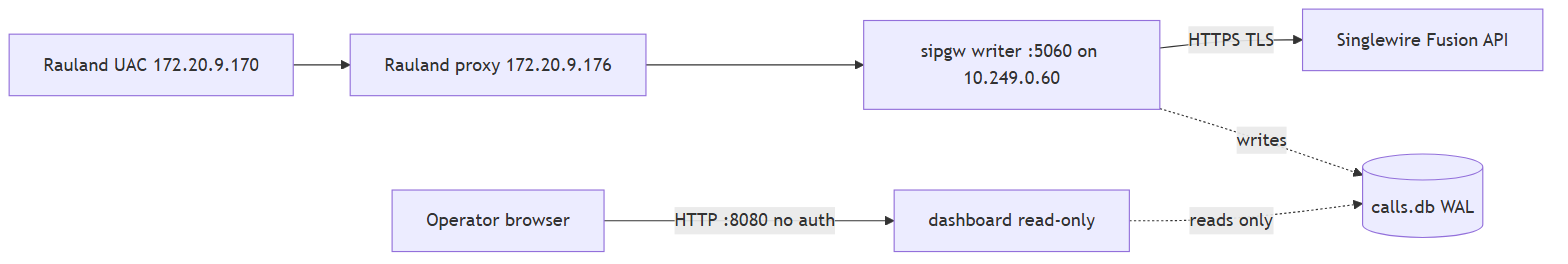 Rauland UAC 172.20.9.170
Rauland proxy 172.20.9.176
sipgw writer :5060 on
10.249.0.60
HTTPS TLS
Singlewire Fusion API
writes
Operator browser
HTTP :8080 no auth
dashboard read-only
reads only
calls.db WAL